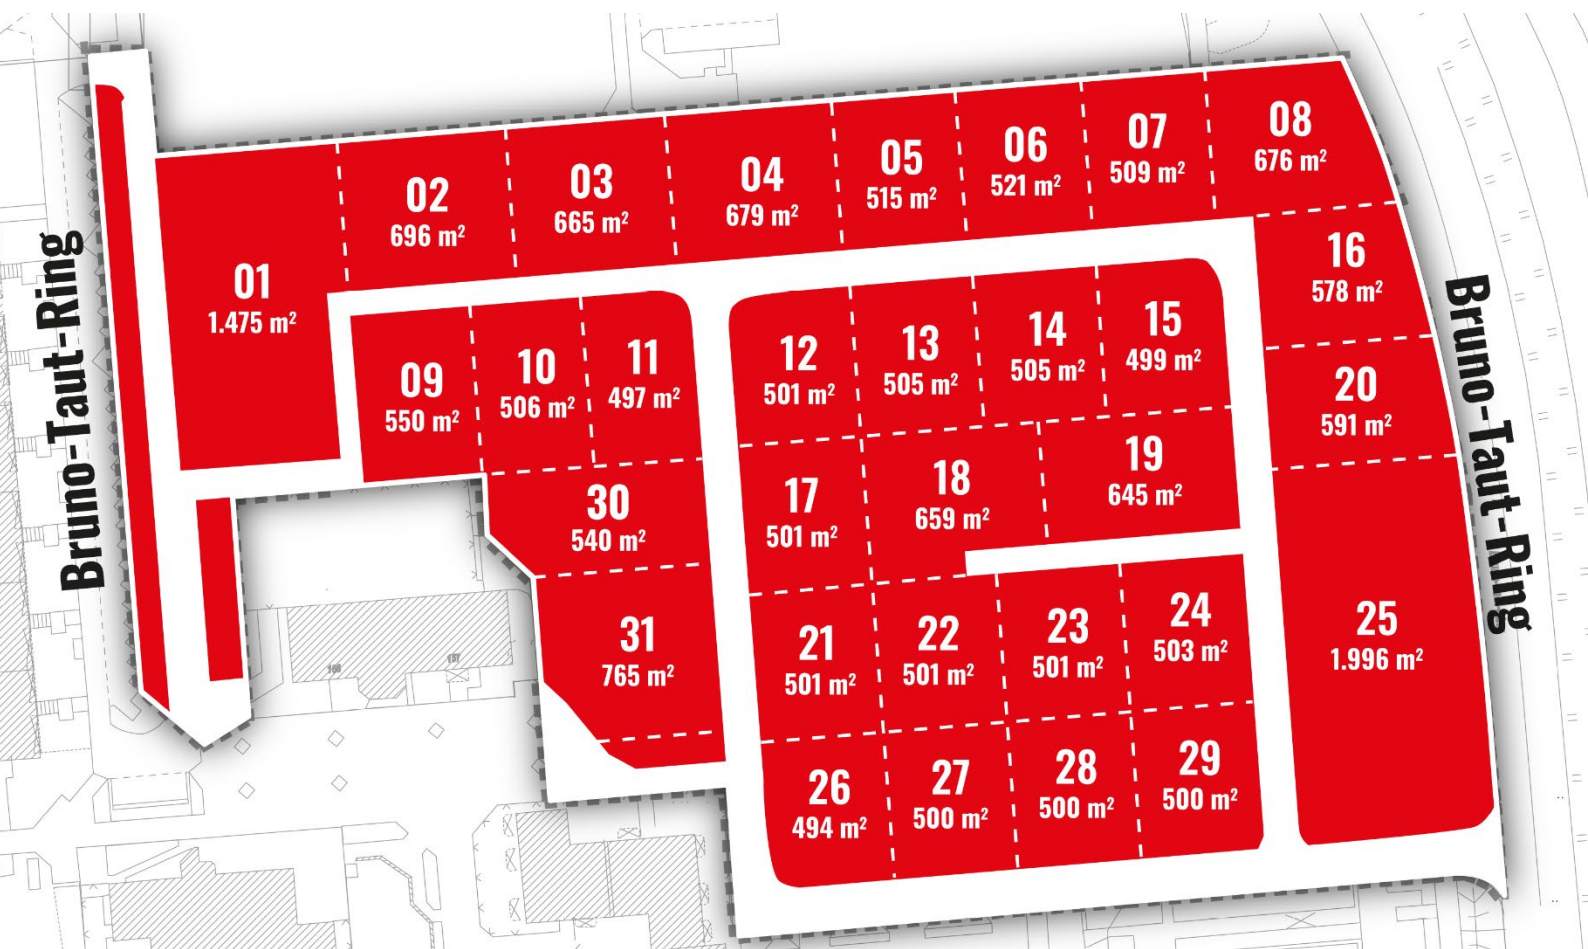 Bruno-Taut-Ring
01
1.475 m²
02
696 m²
03
665 m²
04
679 m²
05
515 m²
06
521 m²
07
509 m²
08
676 m²
09
550 m²
10
506 m²
11
497 m²
12
501 m²
13
505 m²
14
505 m²
15
499 m²
16
578 m²
17
501 m²
18
659 m²
19
645 m²
20
591 m²
21
501 m²
22
501 m²
23
501 m²
24
503 m²
25
1.996 m²
26
494 m²
27
500 m²
28
500 m²
29
500 m²
30
540 m²
31
765 m²
Bruno-Taut-Ring
157